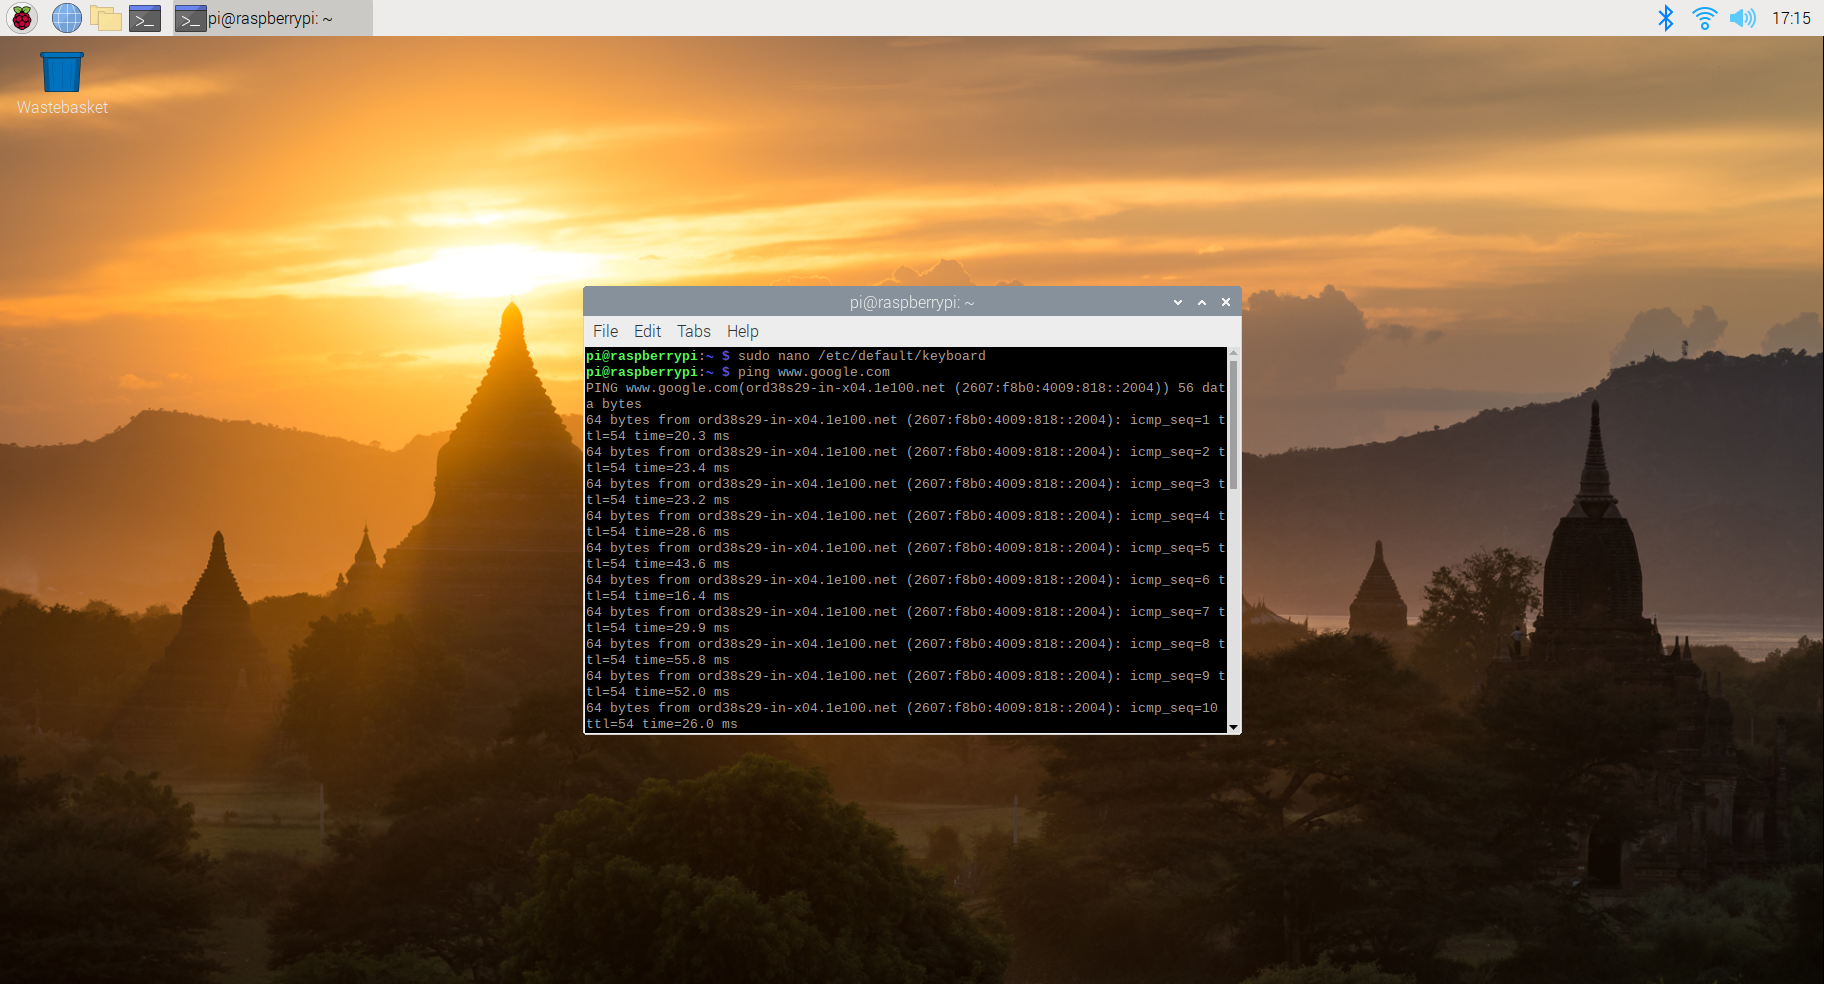 pi@raspberrypi: ~
17:15
Wastebasket
pi@raspberrypi: ~
File Edit Tabs Help
pi@raspberrypi:~ $ sudo nano /etc/default/keyboard
pi@raspberrypi:~ $ ping www.google.com
PING www.google.com(ord38s29-in-x04.1e100.net (2607:f8b0:4009:818::2004)) 56 dat
a bytes
64 bytes from ord38s29-in-x04.1e100.net (2607:f8b0:4009:818::2004): icmp_seq=1 t
tl=54 time=20.3 ms
64 bytes from ord38s29-in-x04.1e100.net (2607:f8b0:4009:818::2004): icmp_seq=2 t
tl=54 time=23.4 ms
64 bytes from ord38s29-in-x04.1e100.net (2607:f8b0:4009:818::2004): icmp_seq=3 t
tl=54 time=23.2 ms
64 bytes from ord38s29-in-x04.1e100.net (2607:f8b0:4009:818::2004): icmp_seq=4 t
tl=54 time=28.6 ms
64 bytes from ord38s29-in-x04.1e100.net (2607:f8b0:4009:818::2004): icmp_seq=5 t
tl=54 time=43.6 ms
64 bytes from ord38s29-in-x04.1e100.net (2607:f8b0:4009:818::2004): icmp_seq=6 t
tl=54 time=16.4 ms
64 bytes from ord38s29-in-x04.1e100.net (2607:f8b0:4009:818::2004): icmp_seq=7 t
tl=54 time=29.9 ms
64 bytes from ord38s29-in-x04.1e100.net (2607:f8b0:4009:818::2004): icmp_seq=8 t
tl=54 time=55.8 ms
64 bytes from ord38s29-in-x04.1e100.net (2607:f8b0:4009:818::2004): icmp_seq=9 t
tl=54 time=52.0 ms
64 bytes from ord38s29-in-x04.1e100.net (2607:f8b0:4009:818::2004): icmp_seq=10
ttl=54 time=26.0 ms